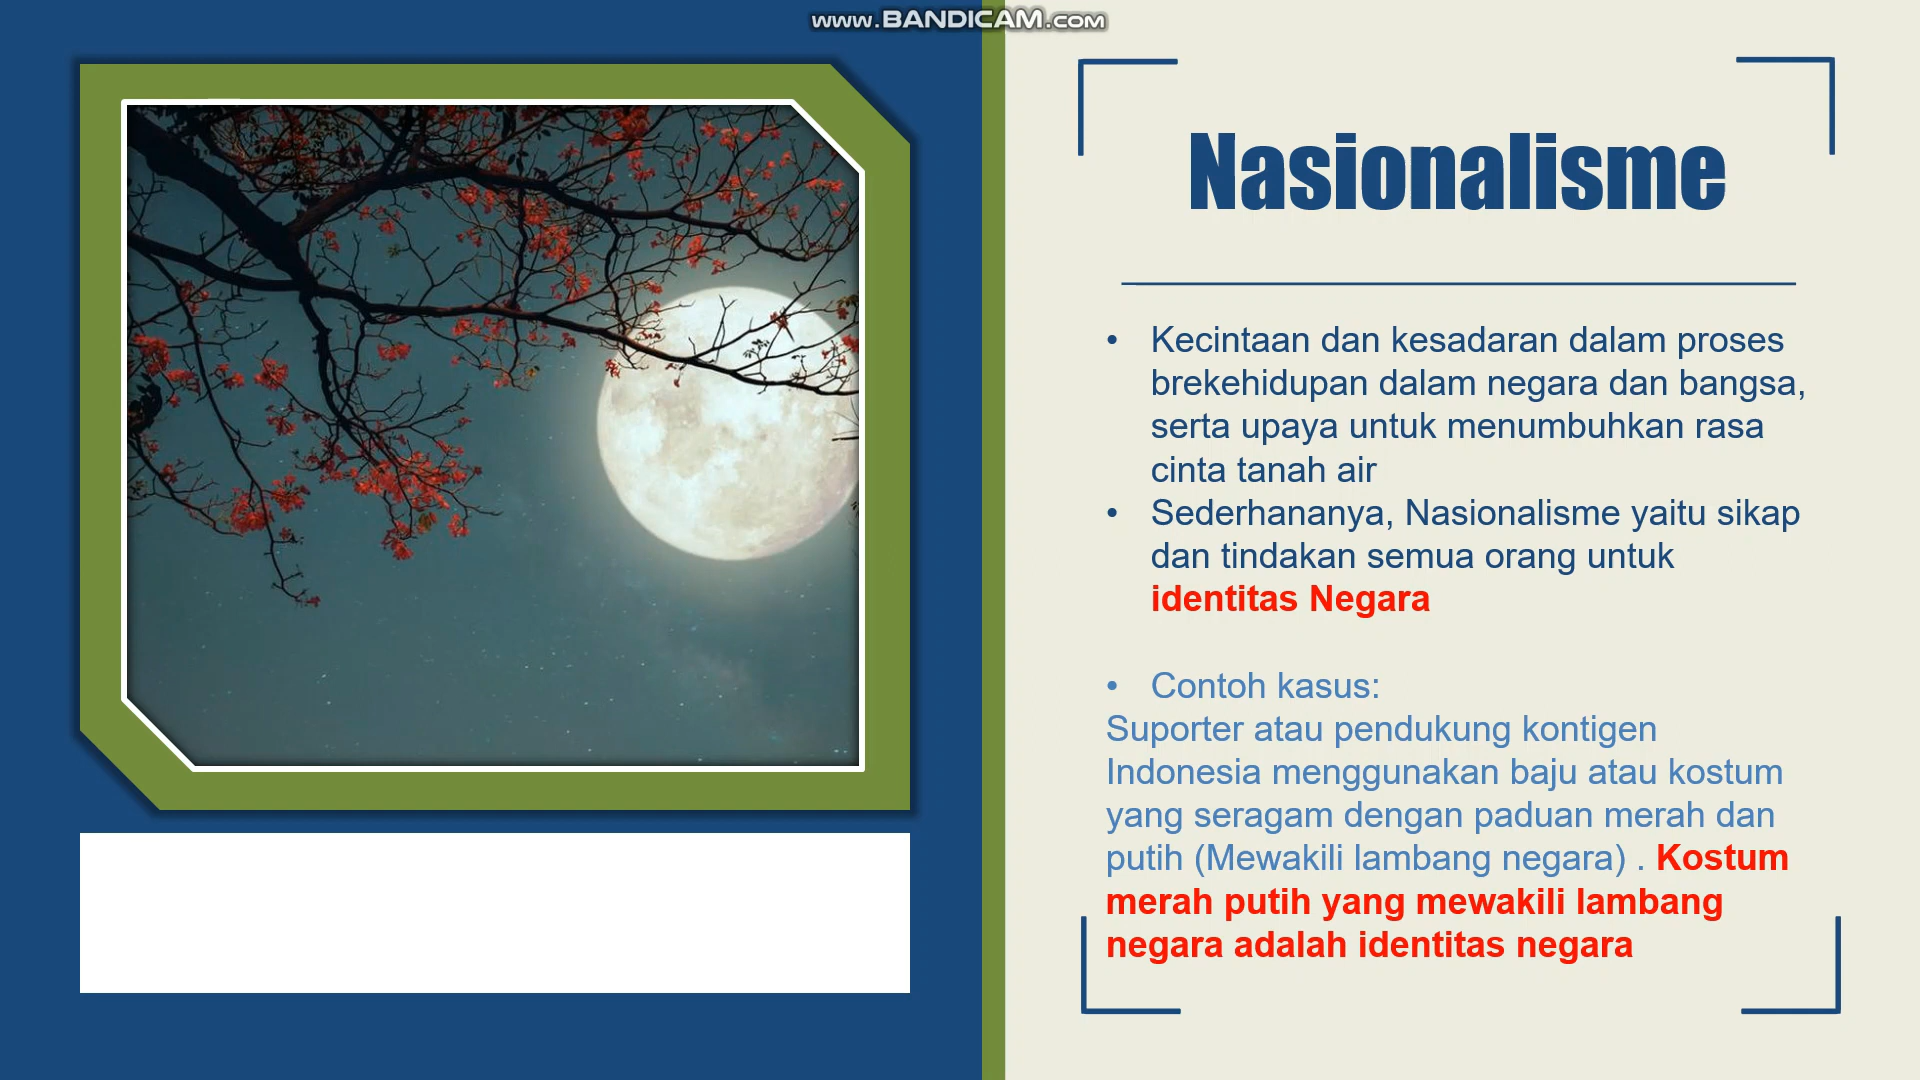 www.BANDICAM.com
Nasionalisme
• Kecintaan dan kesadaran dalam proses
brekehidupan dalam negara dan bangsa,
serta upaya untuk menumbuhkan rasa
cinta tanah air
• Sederhananya, Nasionalisme yaitu sikap
dan tindakan semua orang untuk
identitas Negara
• Contoh kasus:
Suporter atau pendukung kontigen
Indonesia menggunakan baju atau kostum
yang seragam dengan paduan merah dan
putih (Mewakili lambang negara) . Kostum
merah putih yang mewakili lambang
negara adalah identitas negara